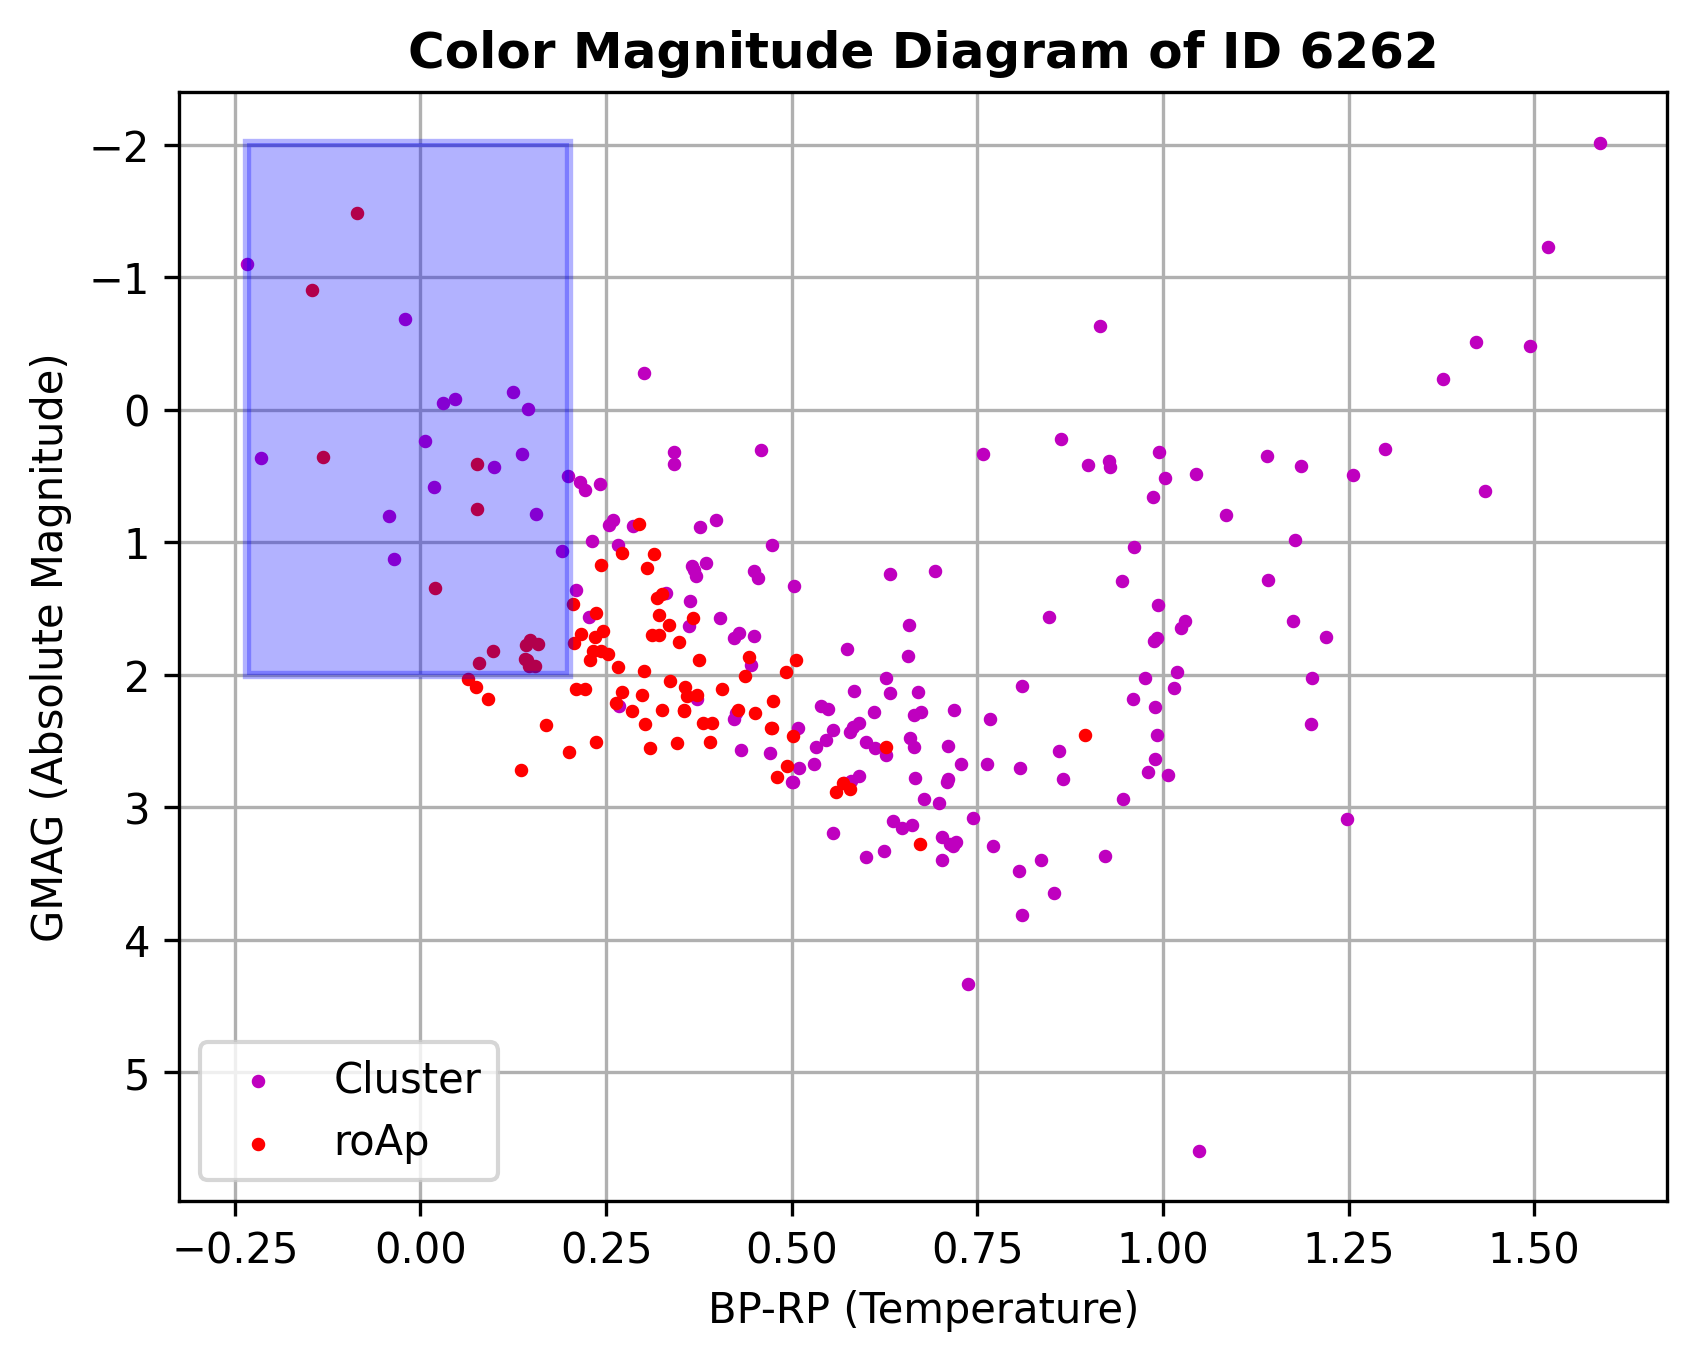 Color Magnitude Diagram of ID 6262
GMAG (Absolute Magnitude)
−2
−1
0
1
2
3
4
5
Cluster
roAp
−0.25 0.00 0.25 0.50 0.75 1.00 1.25 1.50
BP-RP (Temperature)